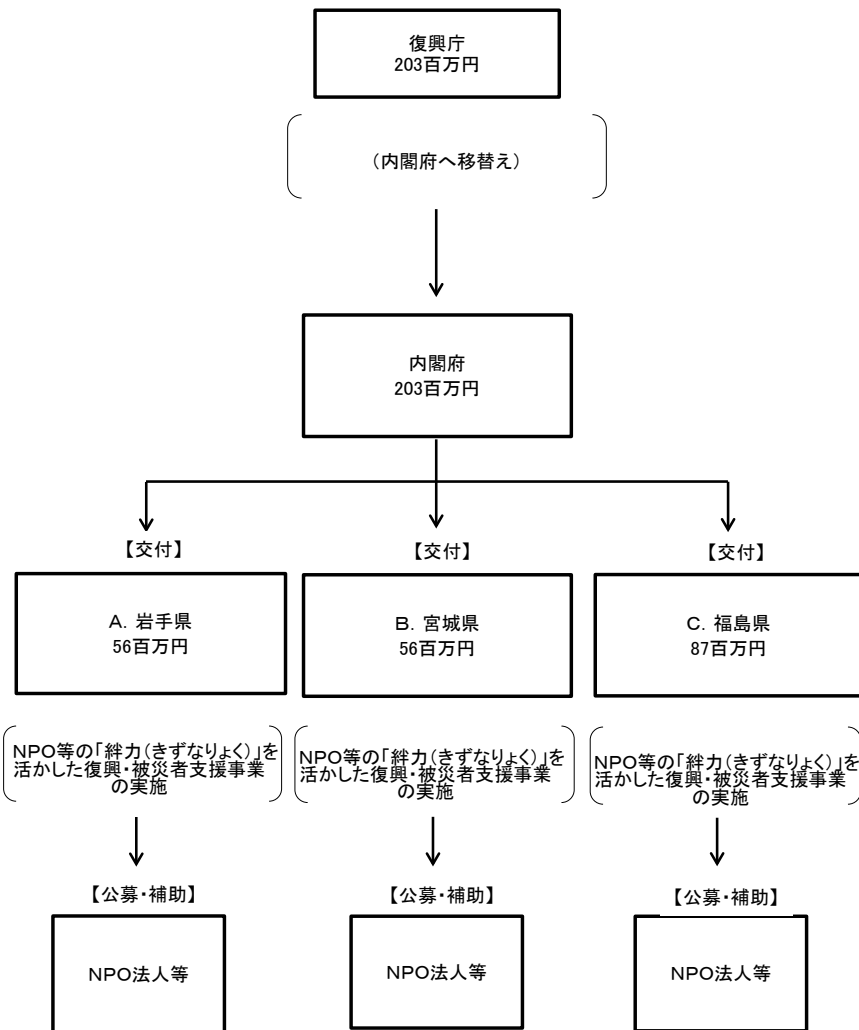 復興庁
203百万円
(内閣府へ移替え)
内閣府
203百万円
【交付】
【交付】
【交付】
A．岩手県
56百万円
B．宮城県
56百万円
C．福島県
87百万円
NPO等の「絆力(きずなりょく)」を
活かした復興・被災者支援事業
の実施
NPO等の「絆力(きずなりょく)」を
活かした復興・被災者支援事業
の実施
NPO等の「絆力(きずなりょく)」を
活かした復興・被災者支援事業
の実施
【公募・補助】
【公募・補助】
【公募・補助】
NPO法人等
NPO法人等
NPO法人等